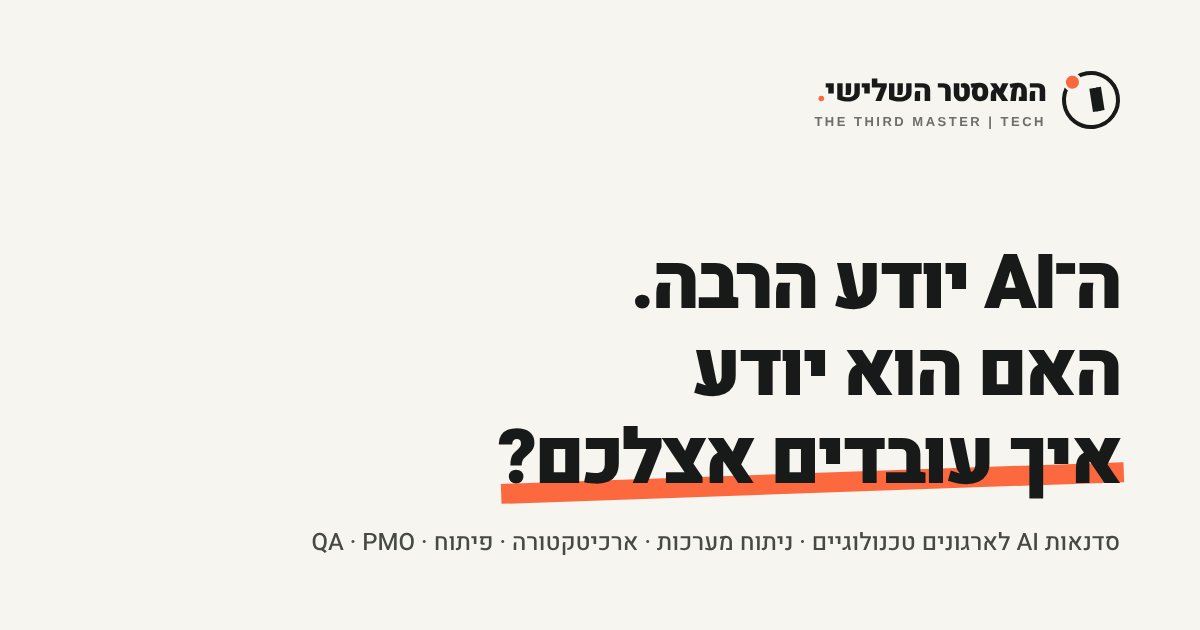 המאסטר השלישי.
THE THIRD MASTER | TECH
ה־AI יודע הרבה.
האם הוא יודע
איך עובדים אצלכם?
סדנאות AI לארגונים טכנולוגיים · ניתוח מערכות · ארכיטקטורה · פיתוח · QA · PMO